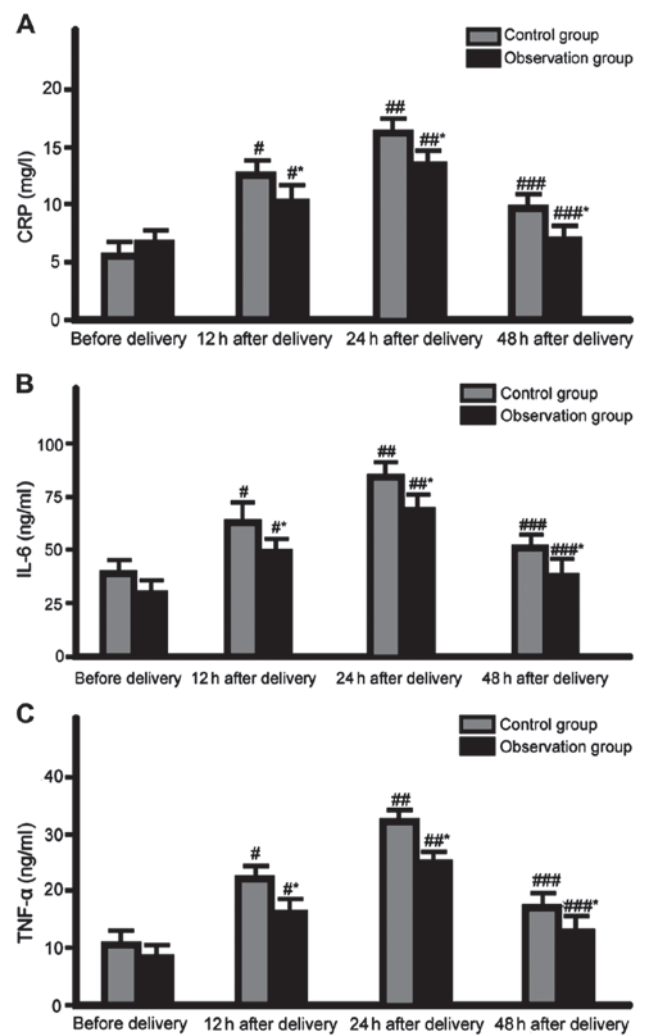 A
Control group
Observation group
CRP (mg/l)
20
15
10
5
0
#
#*
##
##*
###
###*
Before delivery 12 h after delivery 24 h after delivery 48 h after delivery
B
Control group
Observation group
IL-6 (ng/ml)
100
75
50
25
0
#
#*
##
##*
###
###*
Before delivery 12 h after delivery 24 h after delivery 48 h after delivery
C
Control group
Observation group
TNF-α (ng/ml)
40
30
20
10
0
#
#*
##
##*
###
###*
Before delivery 12 h after delivery 24 h after delivery 48 h after delivery